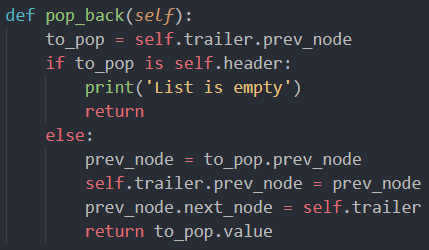 def pop_back(self):
    to_pop = self.trailer.prev_node
    if to_pop is self.header:
        print('List is empty')
        return
    else:
        prev_node = to_pop.prev_node
        self.trailer.prev_node = prev_node
        prev_node.next_node = self.trailer
        return to_pop.value